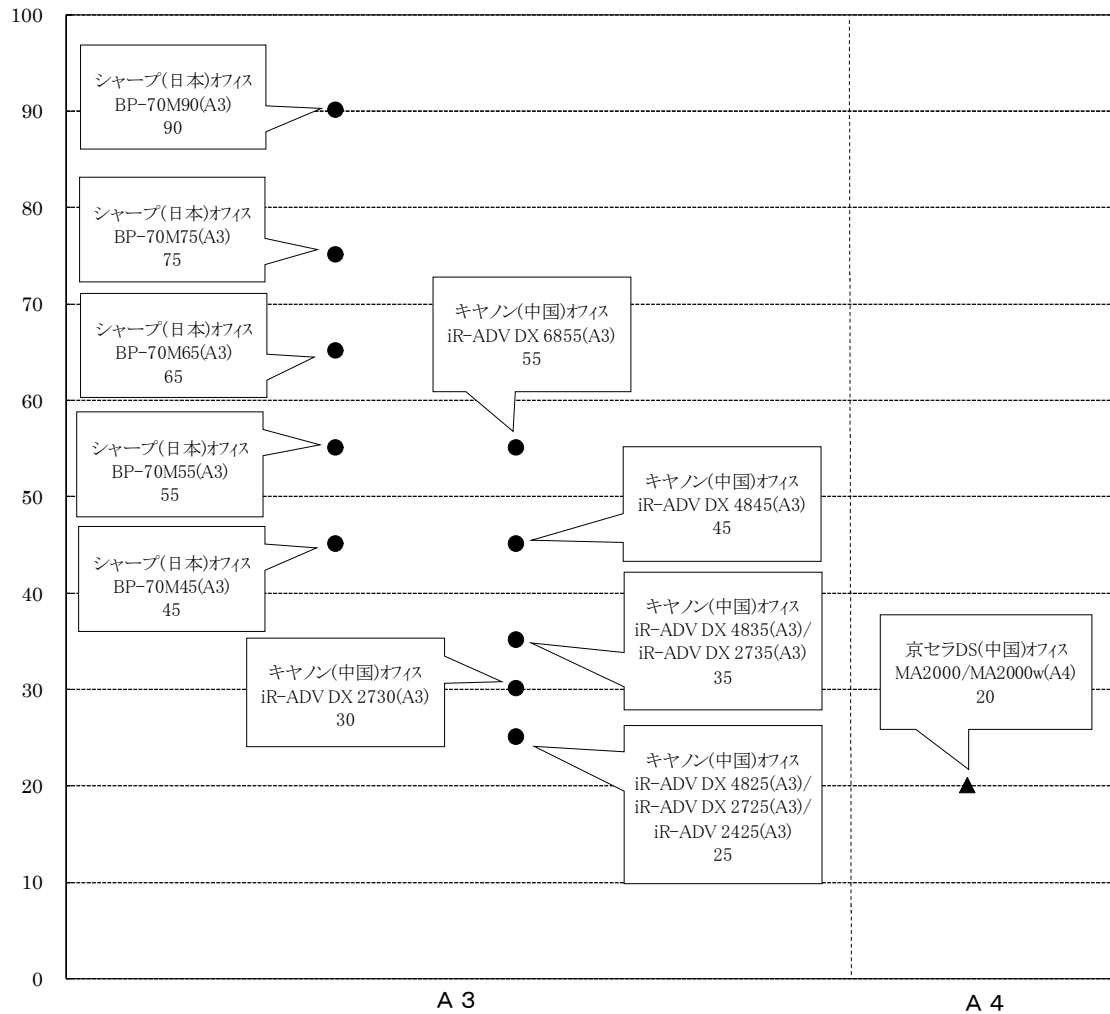 100
90
80
70
60
50
40
30
20
10
0
シャープ(日本)オフィス
BP-70M90(A3)
90
シャープ(日本)オフィス
BP-70M75(A3)
75
シャープ(日本)オフィス
BP-70M65(A3)
65
シャープ(日本)オフィス
BP-70M55(A3)
55
シャープ(日本)オフィス
BP-70M45(A3)
45
キヤノン(中国)オフィス
iR-ADV DX 6855(A3)
55
キヤノン(中国)オフィス
iR-ADV DX 4845(A3)
45
キヤノン(中国)オフィス
iR-ADV DX 4835(A3)/
iR-ADV DX 2735(A3)
35
キヤノン(中国)オフィス
iR-ADV DX 2730(A3)
30
キヤノン(中国)オフィス
iR-ADV DX 4825(A3)/
iR-ADV DX 2725(A3)/
iR-ADV 2425(A3)
25
京セラDS(中国)オフィス
MA2000/MA2000w(A4)
20
A 3
A 4